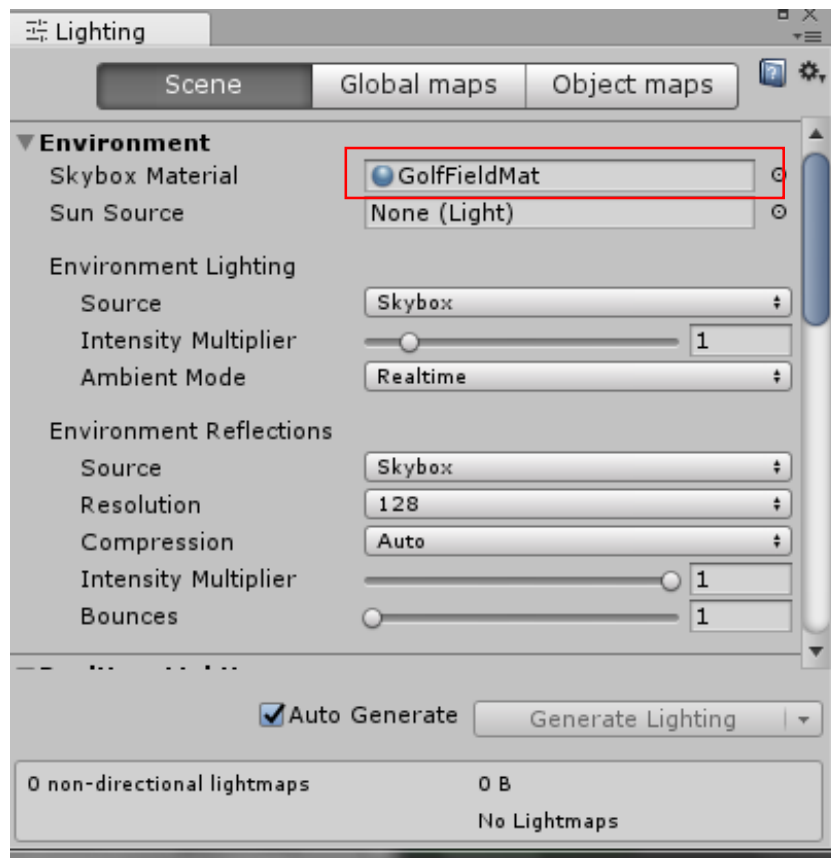 Lighting
Scene Global maps Object maps
Environment
Skybox Material GolfFieldMat
Sun Source None (Light)
Environment Lighting
Source Skybox
Intensity Multiplier 1
Ambient Mode Realtime
Environment Reflections
Source Skybox
Resolution 128
Compression Auto
Intensity Multiplier 1
Bounces 1
Auto Generate Generate Lighting
0 non-directional lightmaps 0 B
No Lightmaps